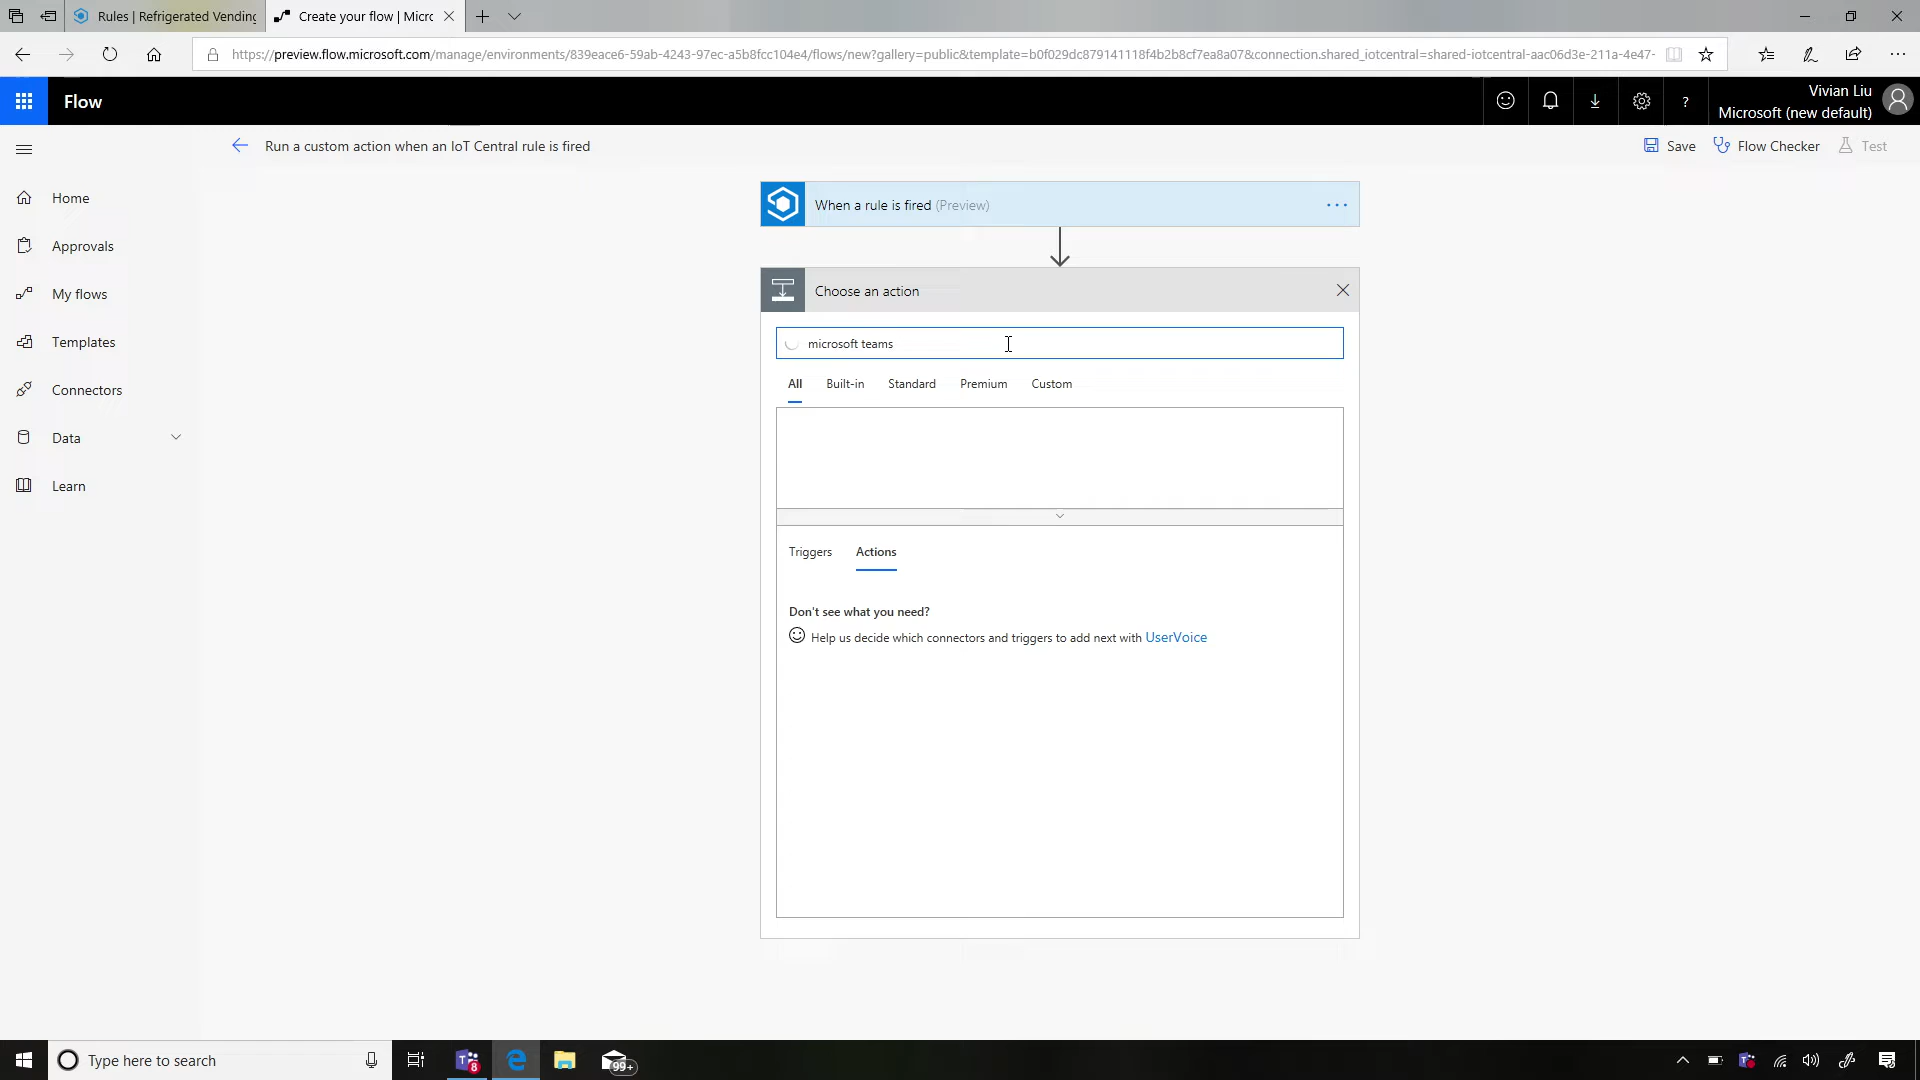 Rules | Refrigerated Vending
Create your flow | Micrc
https://preview.flow.microsoft.com/manage/environments/839eace6-59ab-4243-97ec-a5b8fcc104e4/flows/new?gallery=public&template=b0f029dc879141118f4b2b8cf7ea8a07&connection.shared_iotcentral=shared-iotcentral-aac06d3e-211a-4e47-
Flow
?
Vivian Liu
Microsoft (new default)
Run a custom action when an IoT Central rule is fired
Save
Flow Checker
Test
Home
Approvals
My flows
Templates
Connectors
Data
Learn
When a rule is fired (Preview)
Choose an action
microsoft teams
All
Built-in
Standard
Premium
Custom
Triggers
Actions
Don't see what you need?
Help us decide which connectors and triggers to add next with UserVoice
Type here to search
8
99+